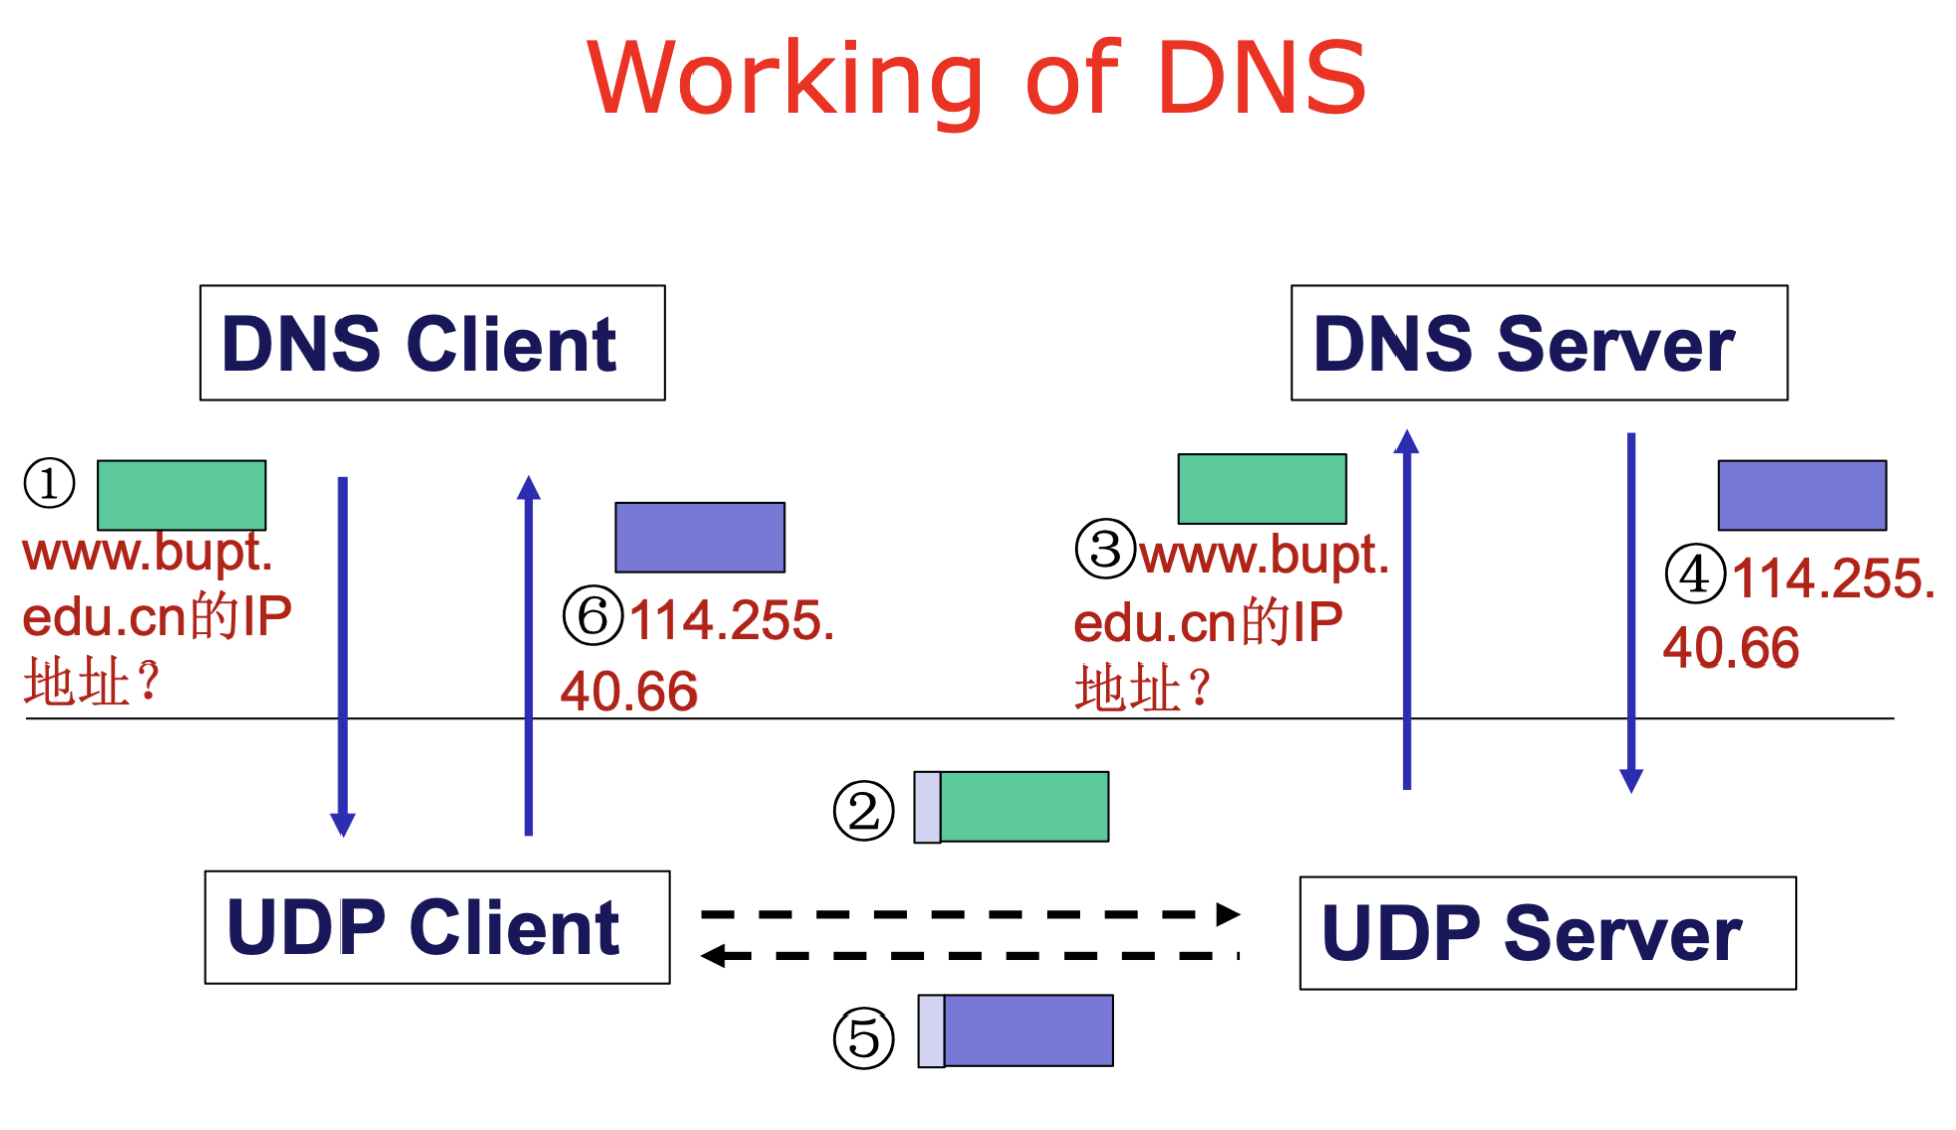 Working of DNS
DNS Client
DNS Server
①
www.bupt.
edu.cn的IP
地址?
⑥114.255.
40.66
③www.bupt.
edu.cn的IP
地址?
④114.255.
40.66
②
UDP Client
UDP Server
⑤